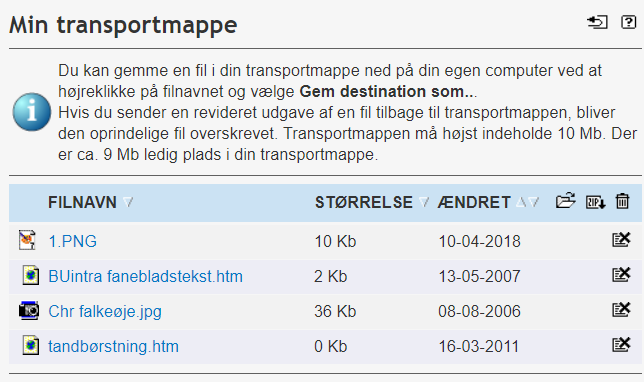 Min transportmappe
Du kan gemme en fil i din transportmappe ned på din egen computer ved at
højreklikke på filnavnet og vælge Gem destination som...
Hvis du sender en revideret udgave af en fil tilbage til transportmappen, bliver
den oprindelige fil overskrevet. Transportmappen må højst indeholde 10 Mb. Der
er ca. 9 Mb ledig plads i din transportmappe.
FILNAVN STØRRELSE ÆNDRET ZIP
1.PNG 10 Kb 10-04-2018
BUintra fanebladstekst.htm 2 Kb 13-05-2007
Chr falkeøje.jpg 36 Kb 08-08-2006
tandbørstning.htm 0 Kb 16-03-2011